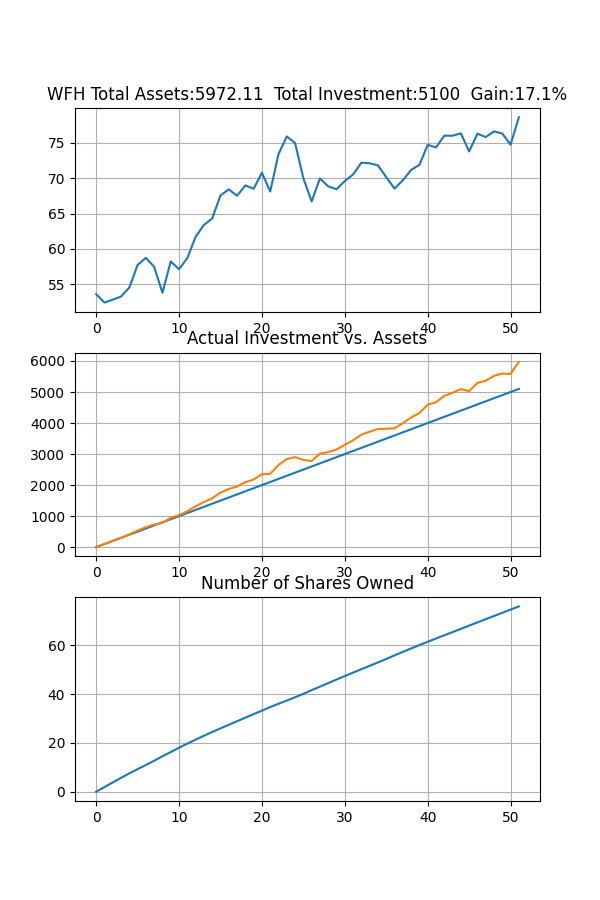 WFH Total Assets:5972.11  Total Investment:5100  Gain:17.1%
75
70
65
60
55
0 10 20 30 40 50
Actual Investment vs. Assets
6000
5000
4000
3000
2000
1000
0
0 10 20 30 40 50
Number of Shares Owned
60
40
20
0
0 10 20 30 40 50